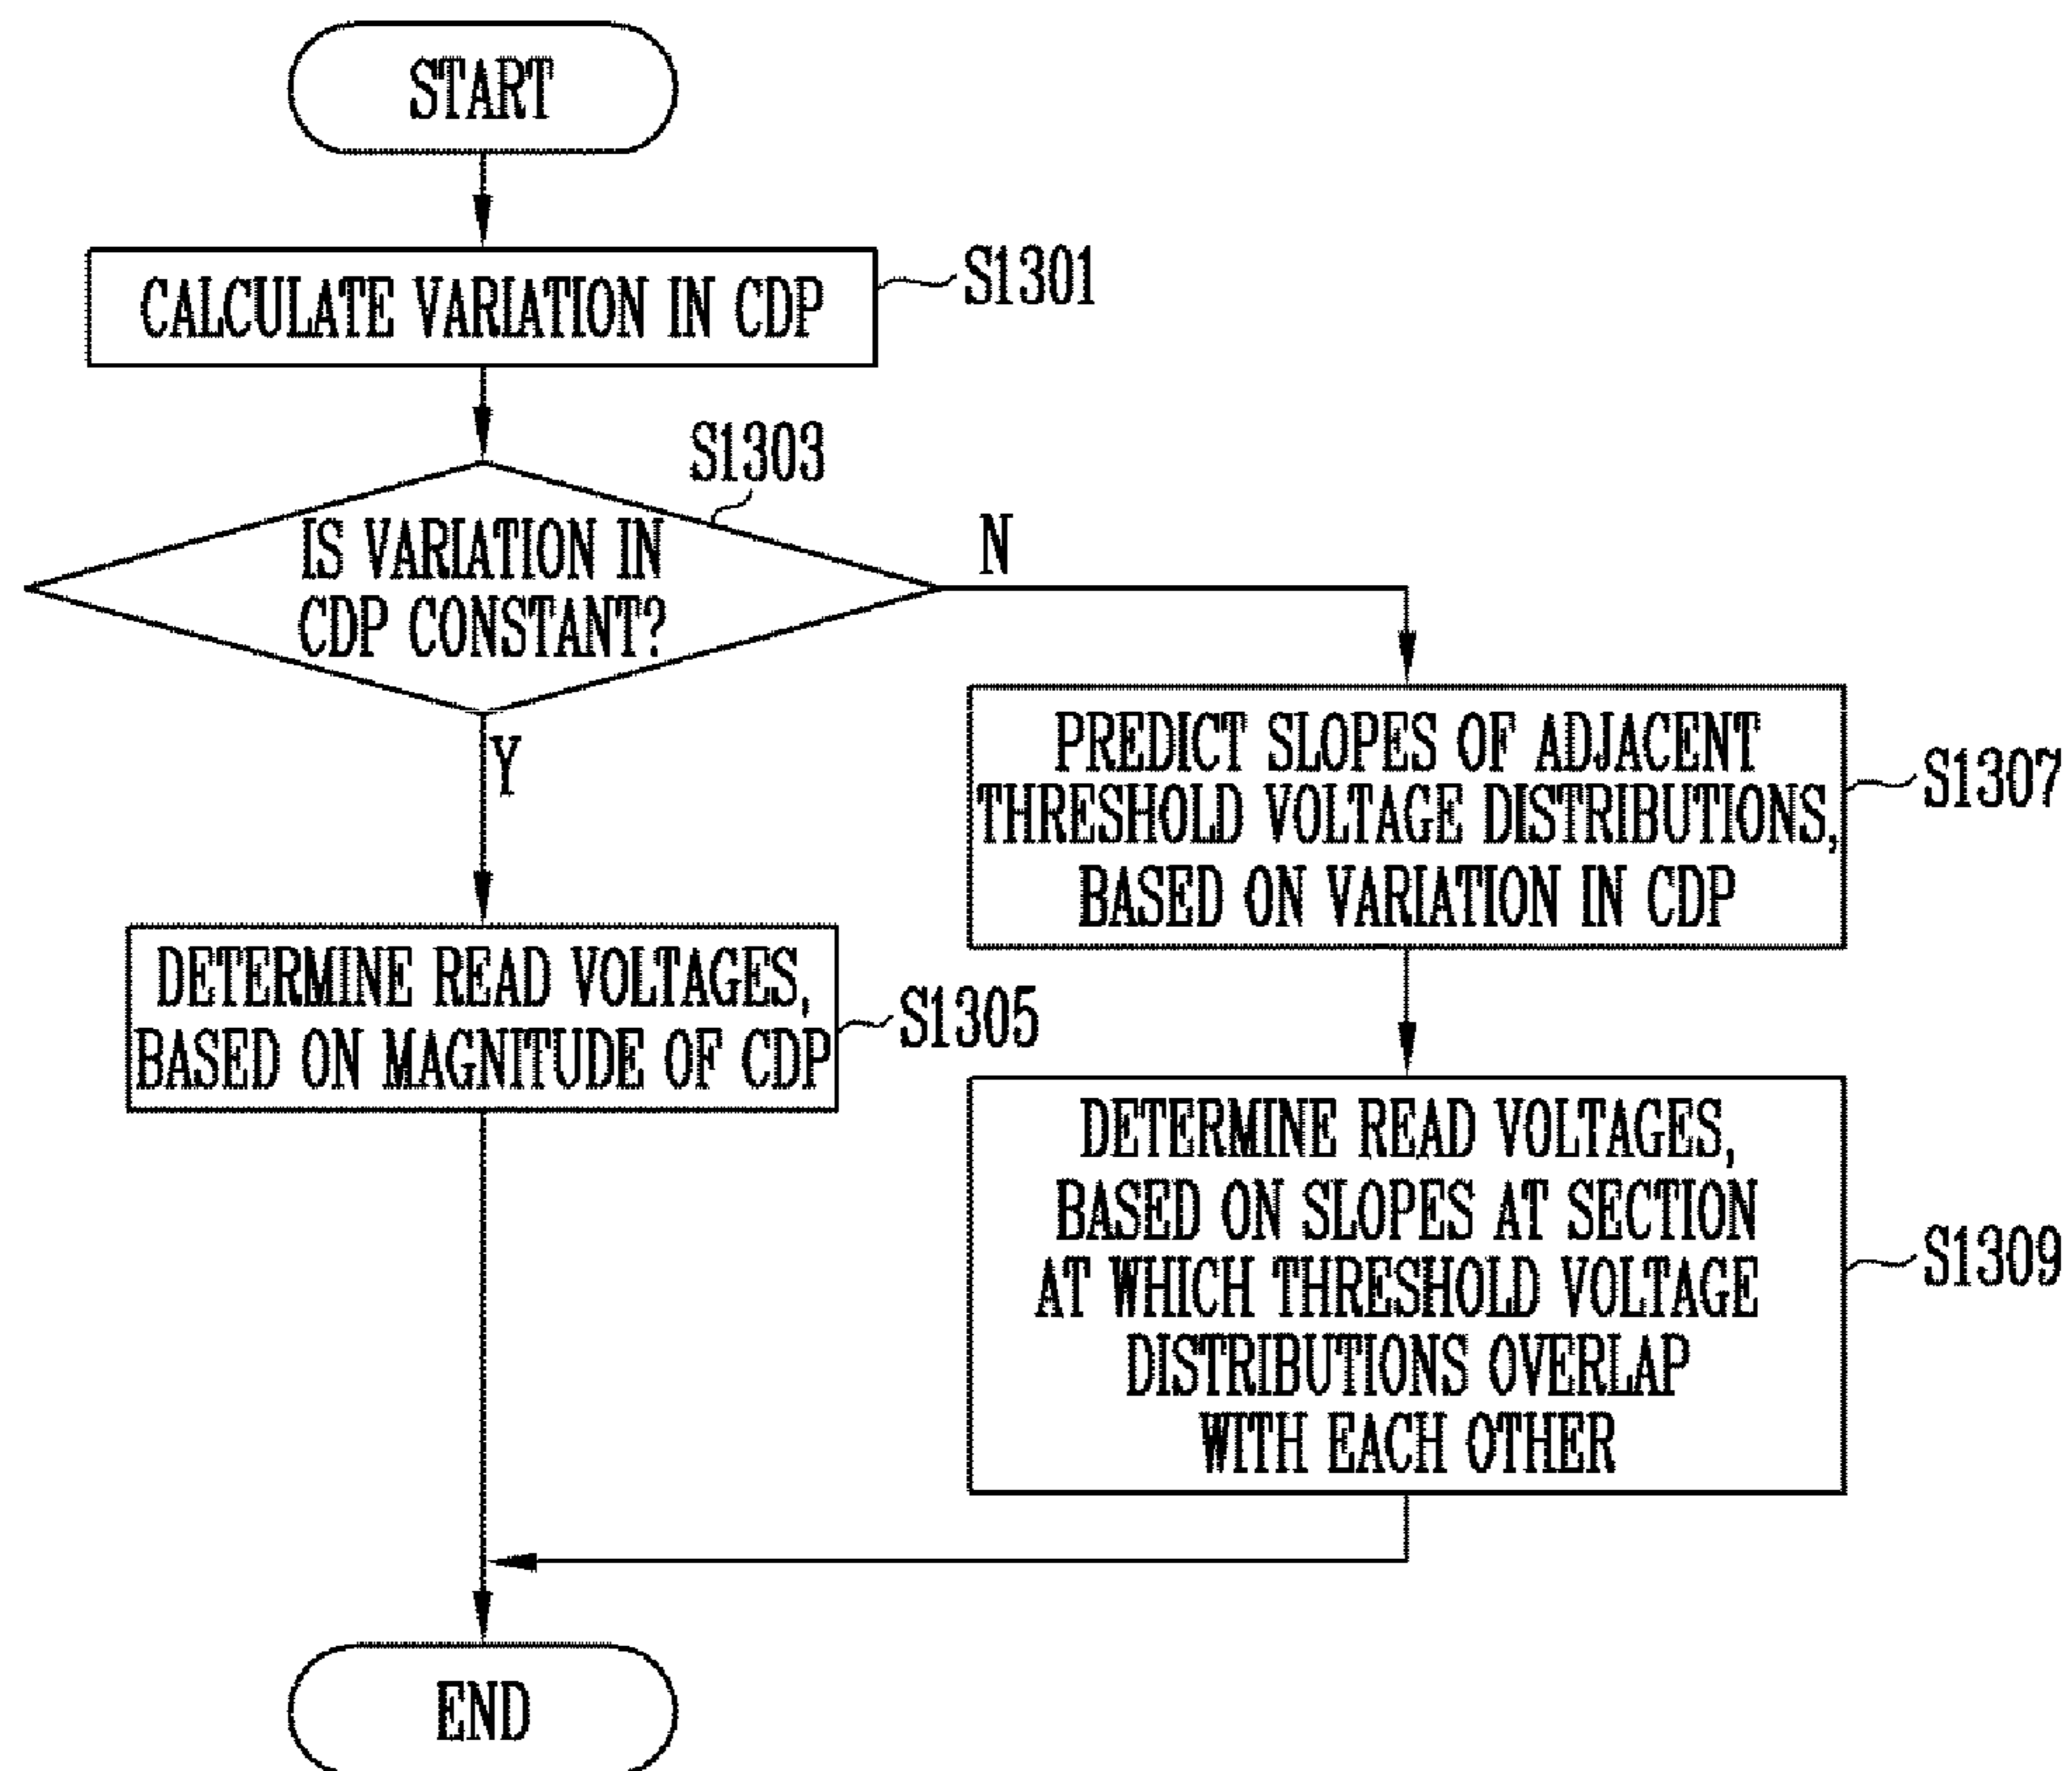 START
CALCULATE VARIATION IN CDP
S1301
S1303
IS VARIATION IN
CDP CONSTANT?
N
Y
PREDICT SLOPES OF ADJACENT
THRESHOLD VOLTAGE DISTRIBUTIONS,
BASED ON VARIATION IN CDP
S1307
DETERMINE READ VOLTAGES,
BASED ON MAGNITUDE OF CDP
S1305
DETERMINE READ VOLTAGES,
BASED ON SLOPES AT SECTION
AT WHICH THRESHOLD VOLTAGE
DISTRIBUTIONS OVERLAP
WITH EACH OTHER
S1309
END